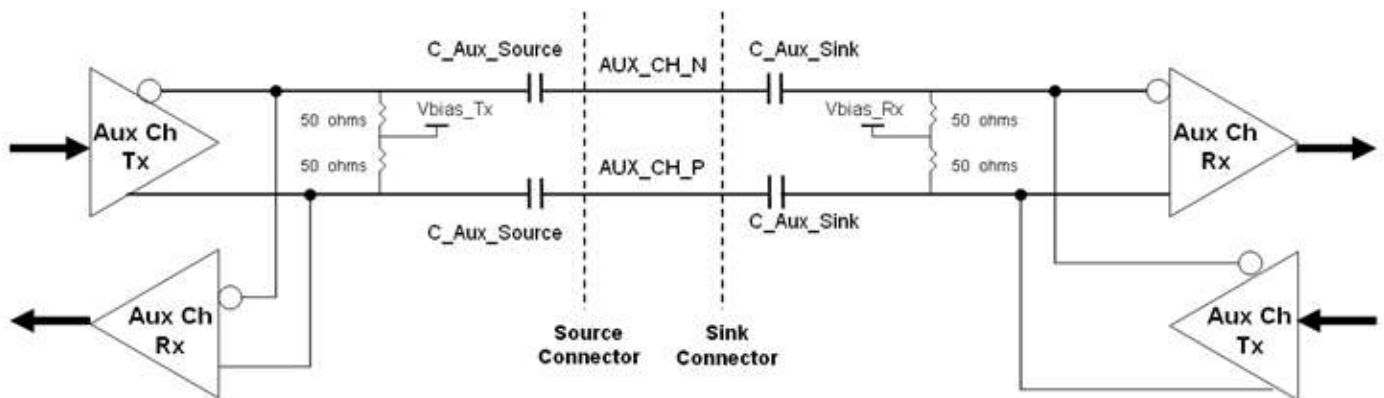 C_Aux_Source
AUX_CH_N
C_Aux_Sink
Aux Ch
Tx
50 ohms
Vbias_Tx
50 ohms
Vbias_Rx
50 ohms
50 ohms
Aux Ch
Rx
AUX_CH_P
C_Aux_Source
C_Aux_Sink
Aux Ch
Rx
Source
Connector
Sink
Connector
Aux Ch
Tx